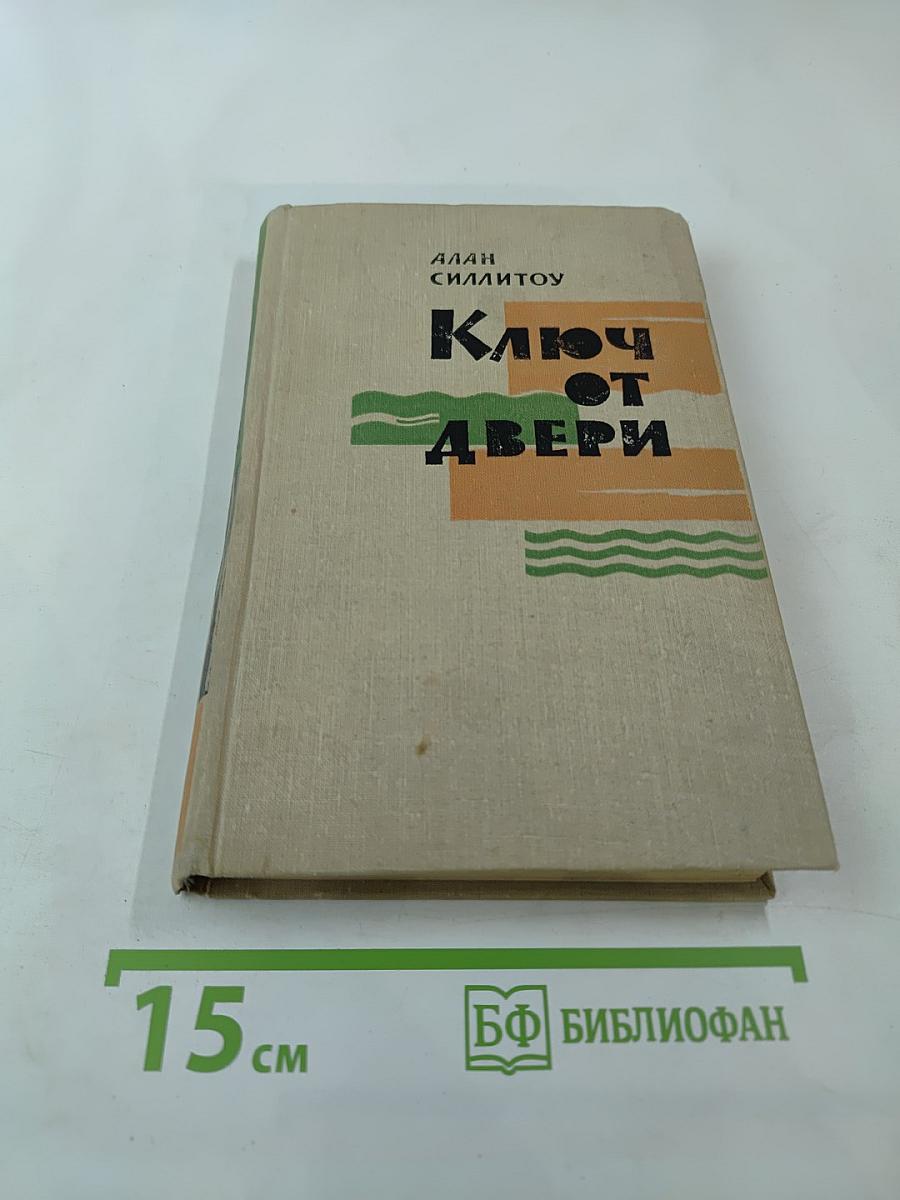 АЛАН
СИЛЛИТОУ
Ключ
от
двери
15 см
БФ БИБЛИОФАН